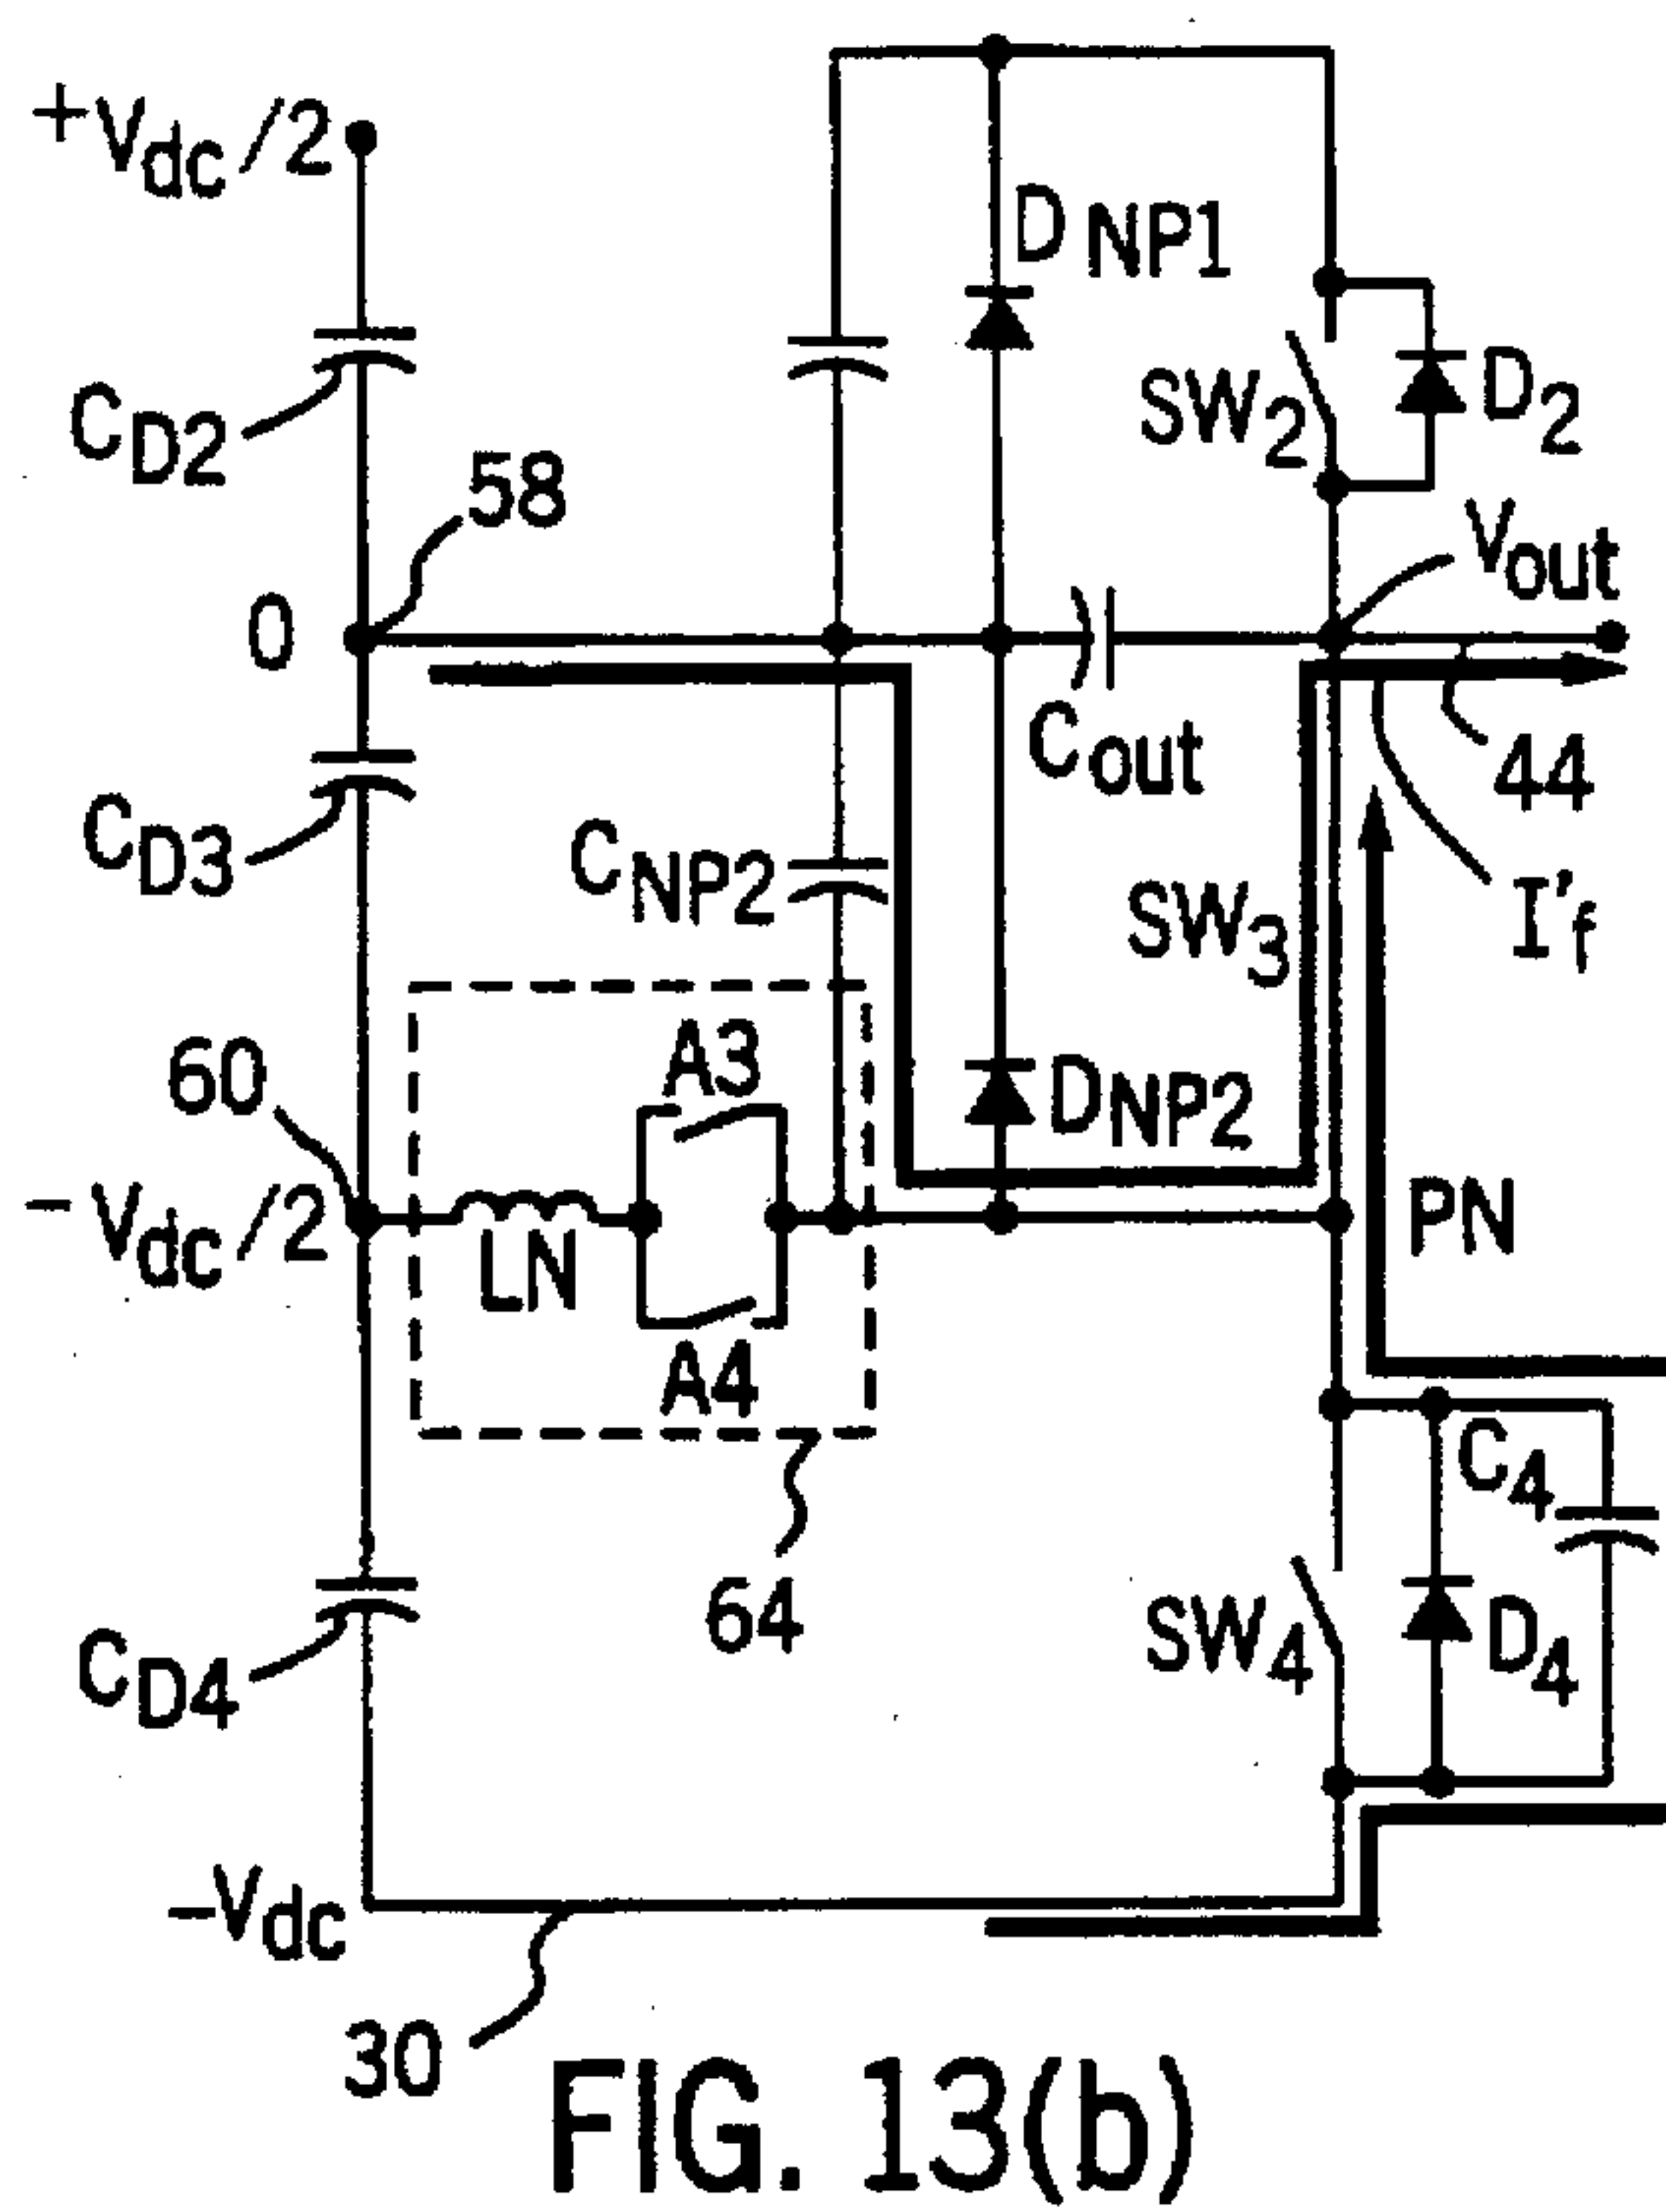 +Vdc/2
DNP1
CD2
SW2
D2
58
Vout
0
Cout
44
CD3
CNP2
SW3
I'f
60
A3
DNP2
-Vdc/2
LN
PN
A4
C4
64
SW4
D4
CD4
-Vdc
30
FIG. 13(b)